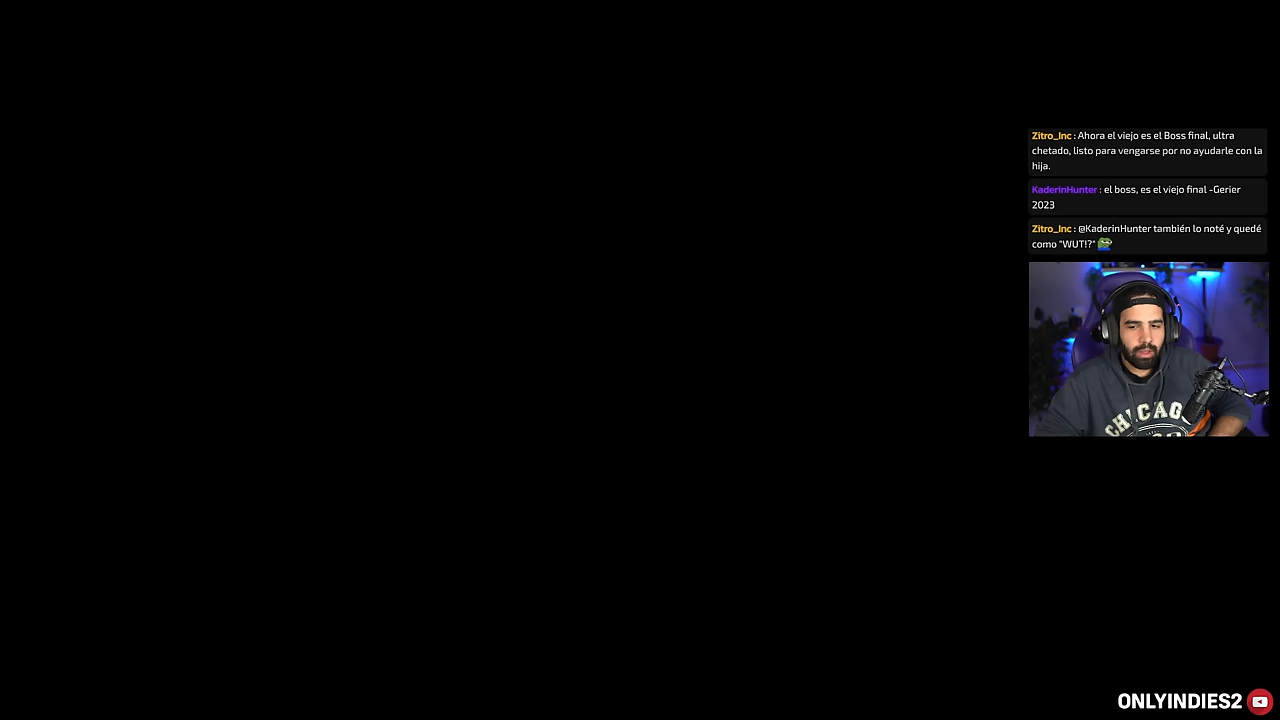 Zitro_Inc : Ahora el viejo es el Boss final, ultra
chetado, listo para vengarse por no ayudarle con la
hija.
KaderinHunter : el boss, es el viejo final -Gerier
2023
Zitro_Inc : @KaderinHunter también lo noté y quedé
como "WUT!?"
CHICAG
ONLYINDIES2